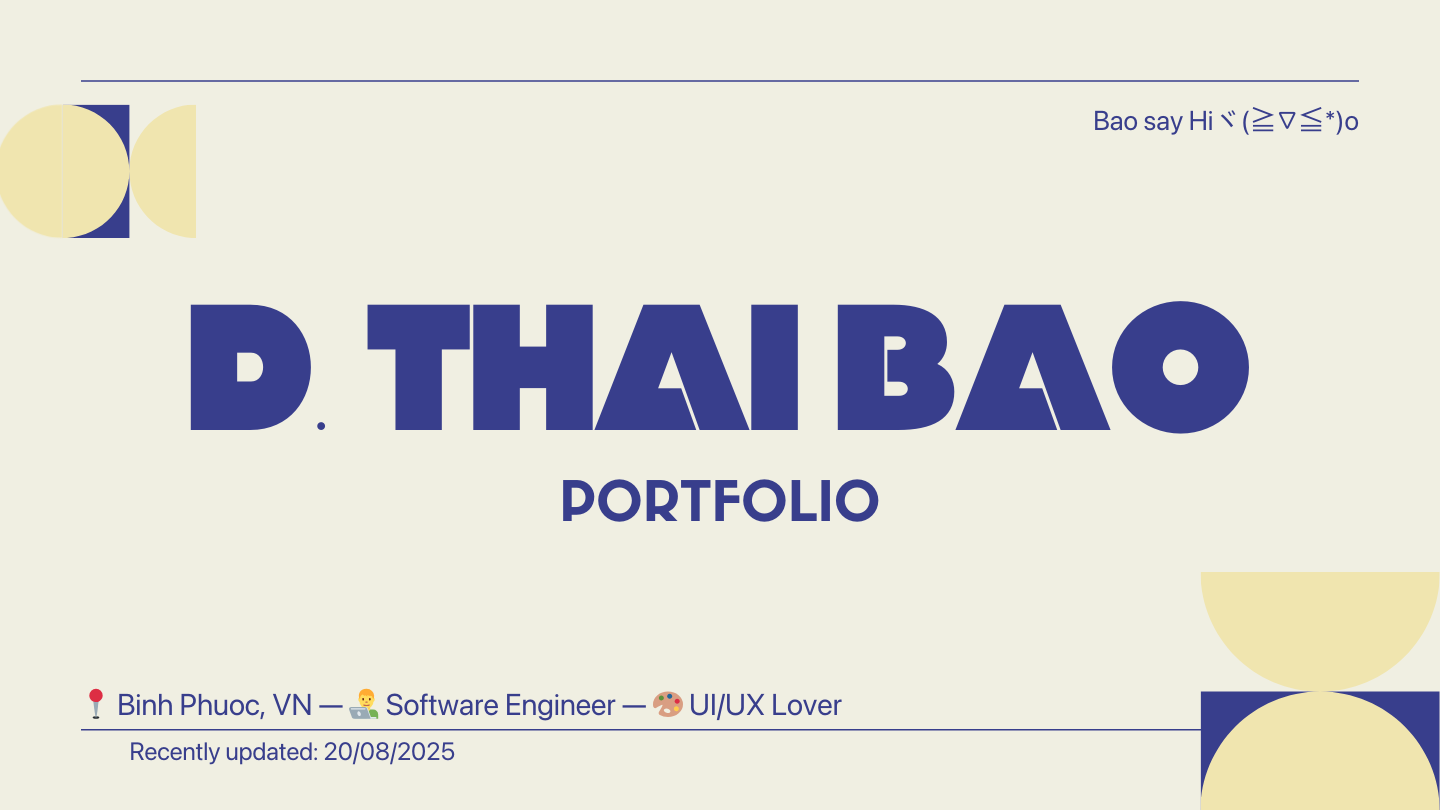 Bao say Hi ヾ(≧▽≦*)o
D. THAI BAO
PORTFOLIO
📍 Binh Phuoc, VN — 👨‍💻 Software Engineer — 🎨 UI/UX Lover
Recently updated: 20/08/2025